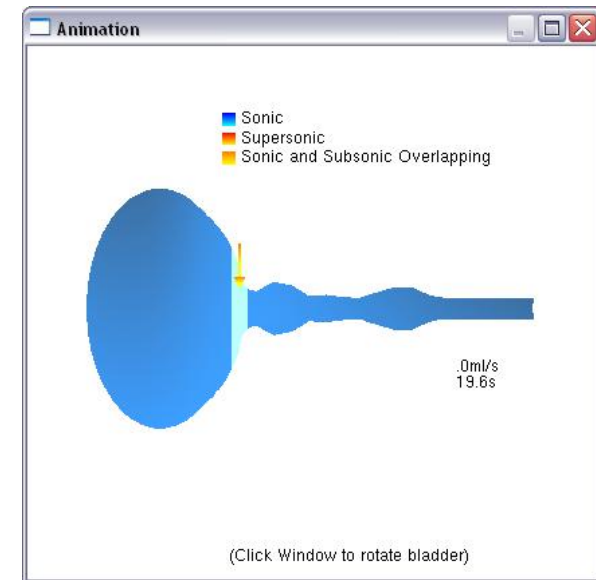 Animation
Sonic
Supersonic
Sonic and Subsonic Overlapping
.0ml/s
19.6s
(Click Window to rotate bladder)